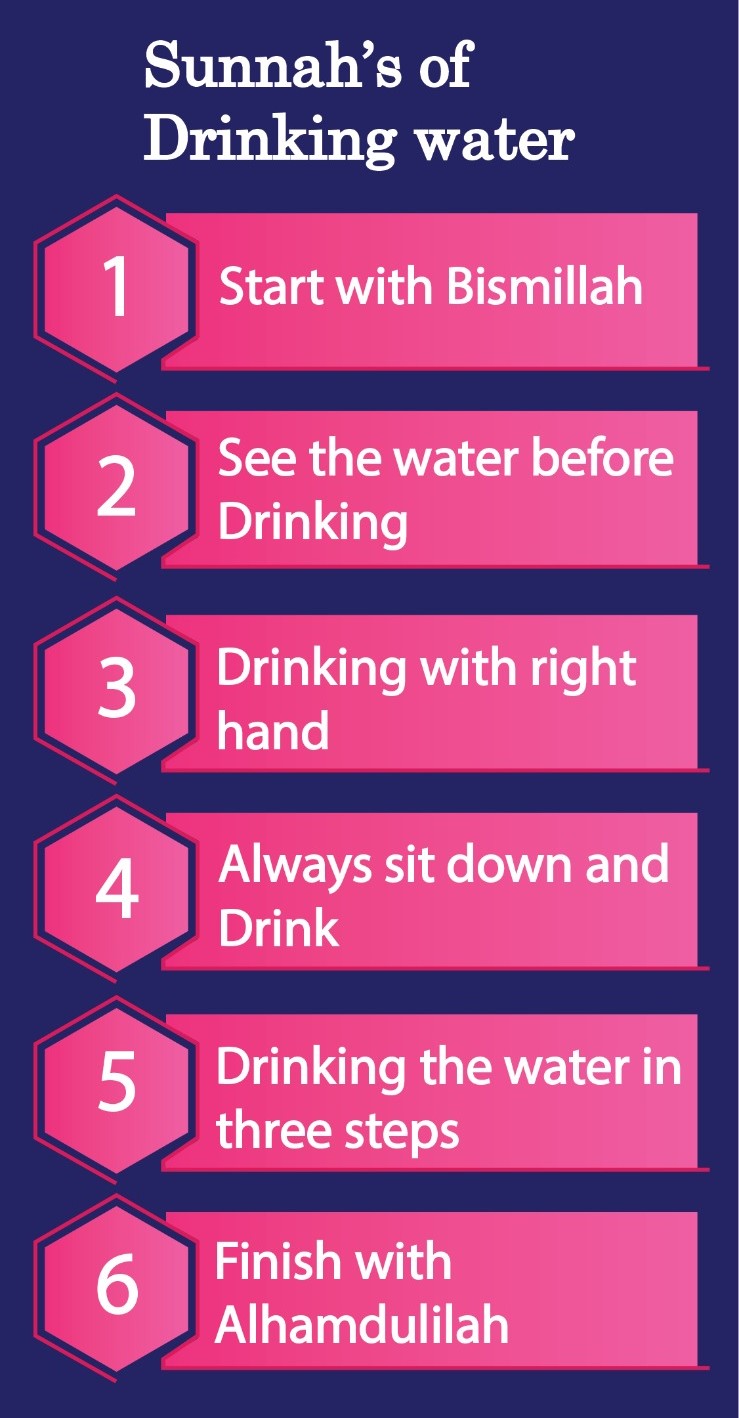 Sunnah’s of
Drinking water
1
Start with Bismillah
2
See the water before
Drinking
3
Drinking with right
hand
4
Always sit down and
Drink
5
Drinking the water in
three steps
6
Finish with
Alhamdulilah